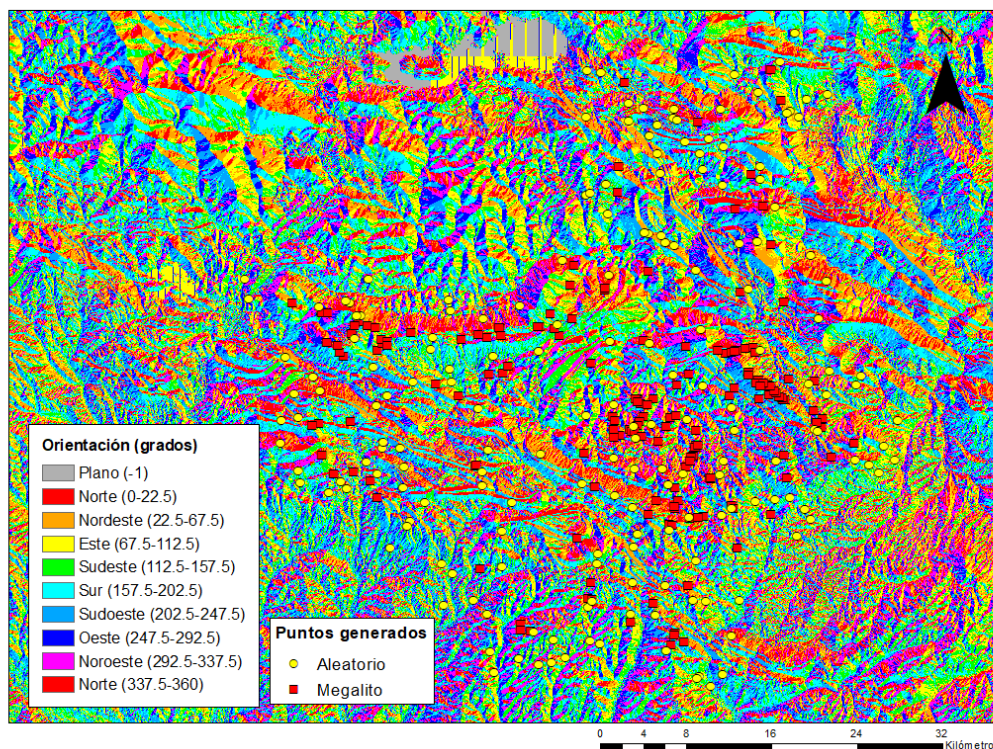 N
Orientación (grados)
Plano (-1)
Norte (0-22.5)
Nordeste (22.5-67.5)
Este (67.5-112.5)
Sudeste (112.5-157.5)
Sur (157.5-202.5)
Sudoeste (202.5-247.5)
Oeste (247.5-292.5)
Noroeste (292.5-337.5)
Norte (337.5-360)
Puntos generados
Aleatorio
Megalito
0 4 8 16 24 32
Kilómetro